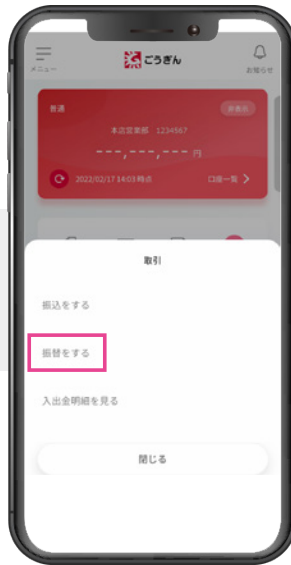 ごうぎん
メニュー
お知らせ
普通
非表示
本店営業部 1234567
---,---,--- 円
2022/02/17 14:03 時点
口座一覧
取引
振込をする
振替をする
入出金明細を見る
閉じる